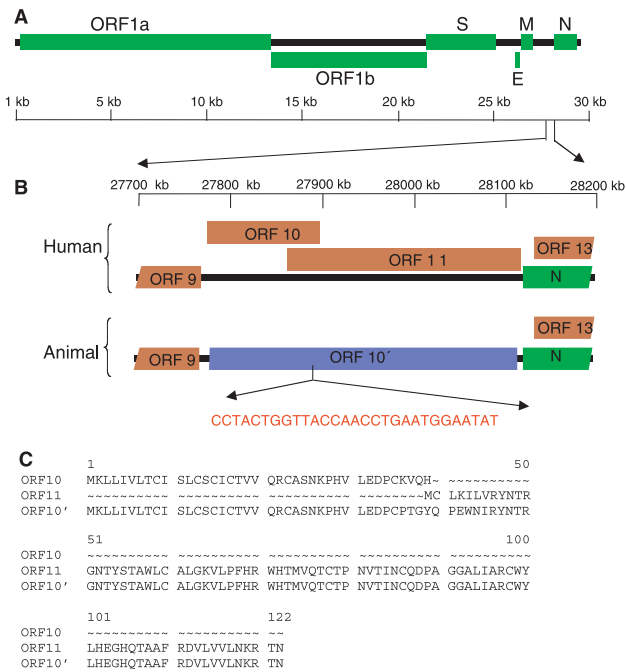 A
ORF1a S M N
ORF1b E
1 kb 5 kb 10 kb 15 kb 20 kb 25 kb 30 kb
B
27700 kb 27800 kb 27900 kb 28000 kb 28100 kb 28200 kb
Human
ORF 10
ORF 1 1
ORF 13
ORF 9
N
Animal
ORF 13
ORF 9
ORF 10´
N
CCTACTGGTTACCAACCTGAATGGAATAT
C
1 50
ORF10 MKLLIVLTCI SLCSCICTVV QRCASNKPHV LEDPCKVQH~ ~~~~~~~~~~
ORF11 ~~~~~~~~~~ ~~~~~~~~~~ ~~~~~~~~~~ ~~~~~~~~MC LKILVRYNTR
ORF10’ MKLLIVLTCI SLCSCICTVV QRCASNKPHV LEDPCPTGYQ PEWNIRYNTR
51 100
ORF10 ~~~~~~~~~~ ~~~~~~~~~~ ~~~~~~~~~~ ~~~~~~~~~~ ~~~~~~~~~~
ORF11 GNTYSTAWLC ALGKVLPFHR WHTMVQTCTP NVTINCQDPA GGALIARCWY
ORF10’ GNTYSTAWLC ALGKVLPFHR WHTMVQTCTP NVTINCQDPA GGALIARCWY
101 122
ORF10 ~~~~~~~~~~ ~~~~~~~~~~ ~~
ORF11 LHEGHQTAAF RDVLVVLNKR TN
ORF10’ LHEGHQTAAF RDVLVVLNKR TN